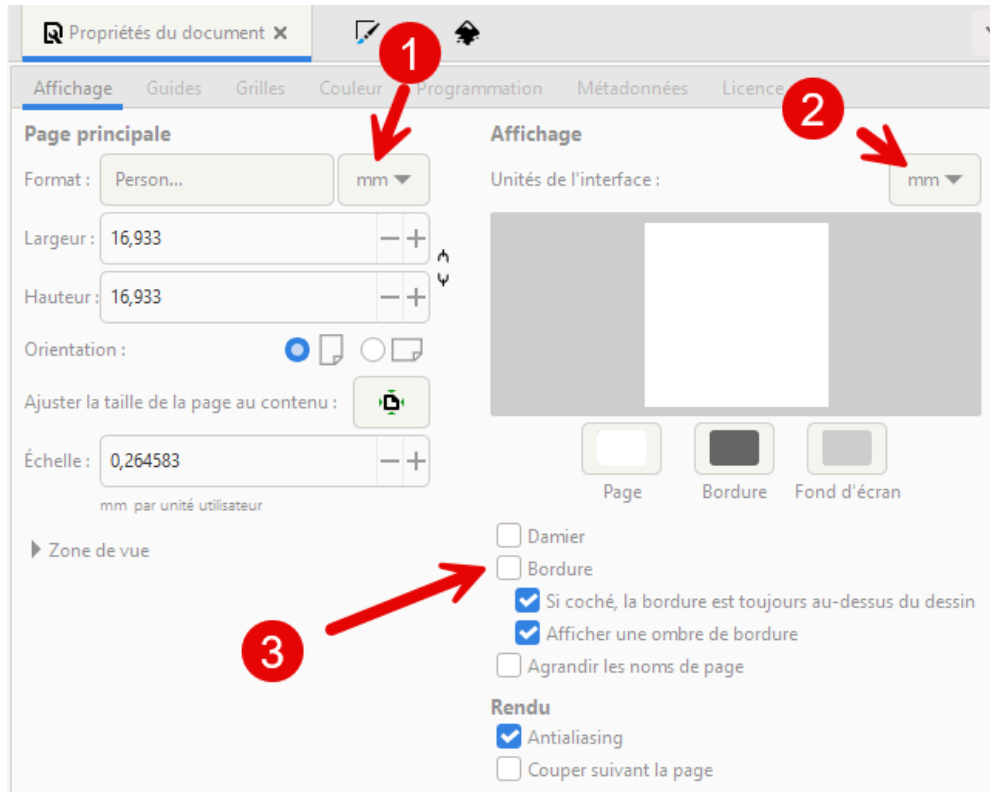 Propriétés du document
1
Affichage Guides Grilles Couleur Programmation Métadonnées Licence
2
Page principale
Format : Person... mm
Largeur : 16,933
Hauteur : 16,933
Orientation :
Ajuster la taille de la page au contenu :
Échelle : 0,264583
mm par unité utilisateur
Zone de vue
3
Affichage
Unités de l'interface : mm
Page Bordure Fond d'écran
Damier
Bordure
Si coché, la bordure est toujours au-dessus du dessin
Afficher une ombre de bordure
Agrandir les noms de page
Rendu
Antialiasing
Couper suivant la page